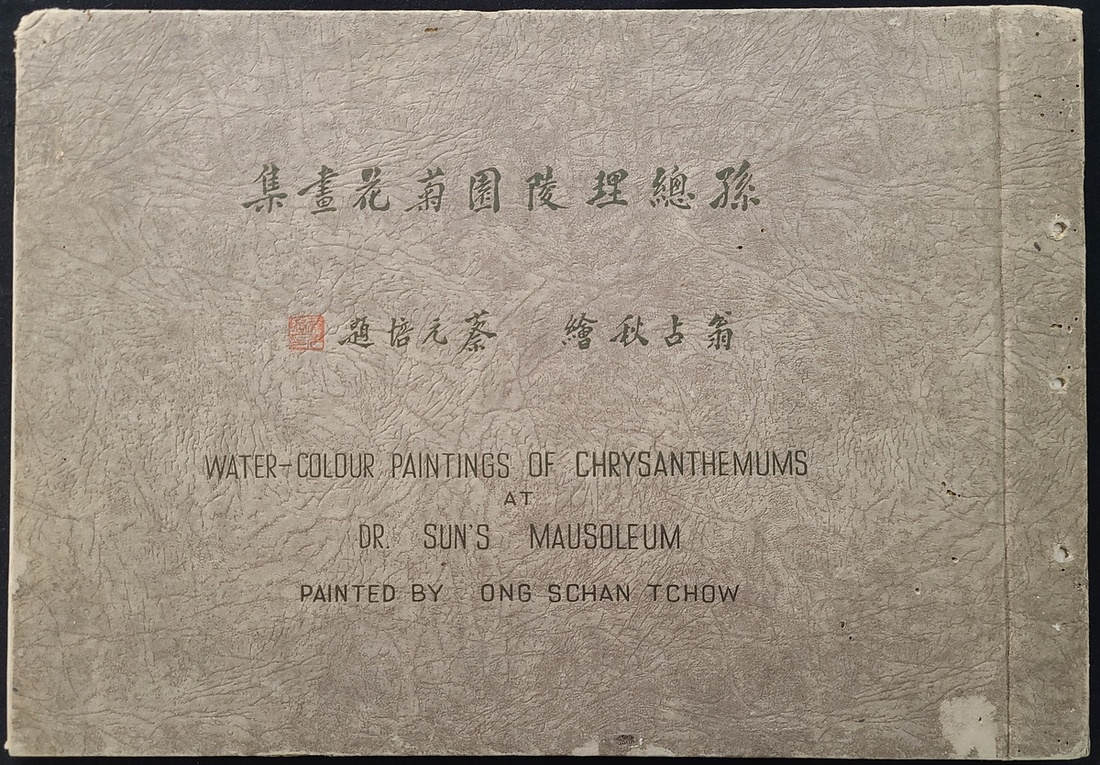 孫總理陵園菊花畫集
翁占秋繪 蔡元培題
WATER-COLOUR PAINTINGS OF CHRYSANTHEMUMS
AT
DR. SUN'S MAUSOLEUM
PAINTED BY ONG SCHAN TCHOW